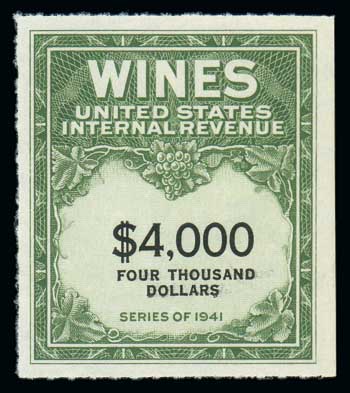 WINES
UNITED STATES
INTERNAL REVENUE
$4,000
FOUR THOUSAND
DOLLARS
SERIES OF 1941